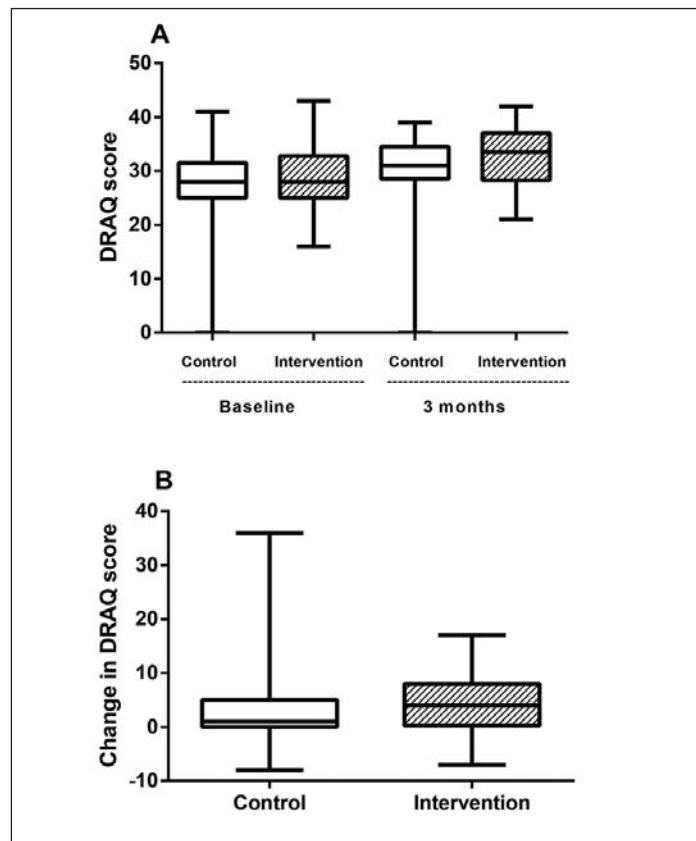 A
50
40
30
20
10
0
DRAQ score
Control Intervention Control Intervention
Baseline 3 months
B
40
30
20
10
0
-10
Change in DRAQ score
Control Intervention